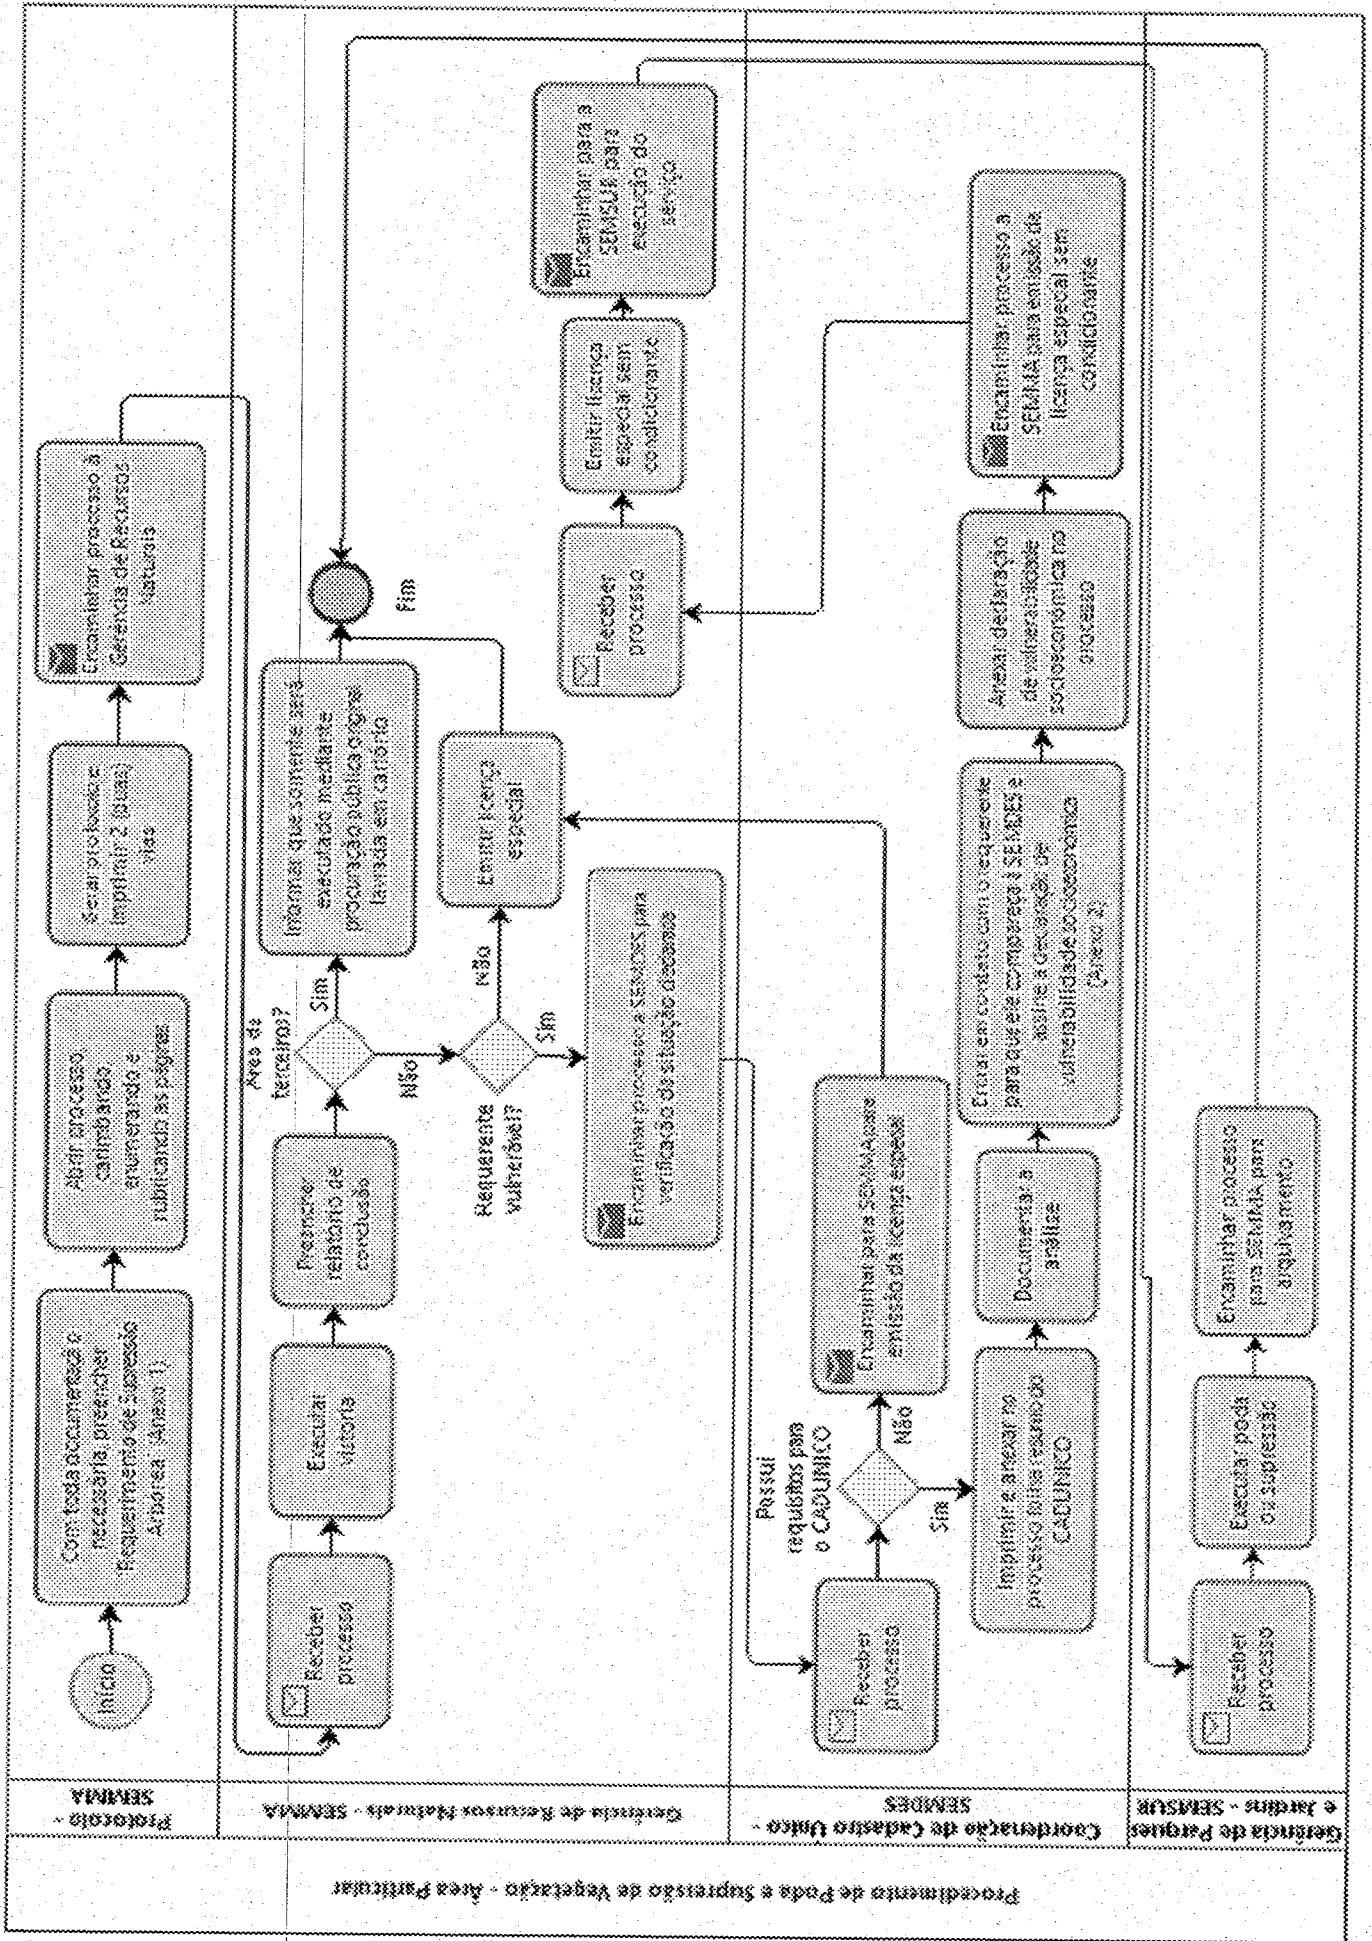 Procedimento de Poda e Supressão de Vegetação - Área Particular
Protocolo -
SEMMA
Início
Com toda documentação
necessária, preencher
Requerimento de Supressão
Arbórea. (Anexo 1)
Abrir processo,
carimbando,
enumerando e
rubricando as páginas
Gerar protocolo e
Imprimir 2 (duas)
vias
Encaminhar processo à
Gerência de Recursos
Naturais
Gerência de Recursos Naturais - SEMMA
Receber
processo
Executar
vistoria
Preencher
relatório de
conclusão
Área de
terceiros?
Sim
Não
Informar que somente será
executado mediante
procuração pública original
lavrada em cartório
Fim
Requerente
vulnerável?
Não
Sim
Emitir licença
especial
Encaminhar processo a SEMDES para
verificação da situação
Receber
processo
Emitir licença
especial sem
condicionante
Encaminhar para a
SEMSUR para
execução do
serviço
Coordenação de Cadastro Único -
SEMDES
Receber
processo
Possui
requisitos para
o CADUNICO
Não
Sim
Encaminhar para SEMMA para
emissão da licença especial
Imprimir e anexar no
processo folha resumo do
CADUNICO
Documentar a
análise
Entrar em contato com o requerente
para que ele compareça à SEMDES e
assine a declaração de
vulnerabilidade socioeconômica
(Anexo 2)
Anexar declaração
de vulnerabilidade
socioeconômica no
processo
Encaminhar processo a
SEMMA para emissão de
licença especial sem
condicionante
Gerência de Parques
e Jardins - SEMSUR
Receber
processo
Executar poda
ou supressão
Encaminhar processo
para SEMMA para
arquivamento